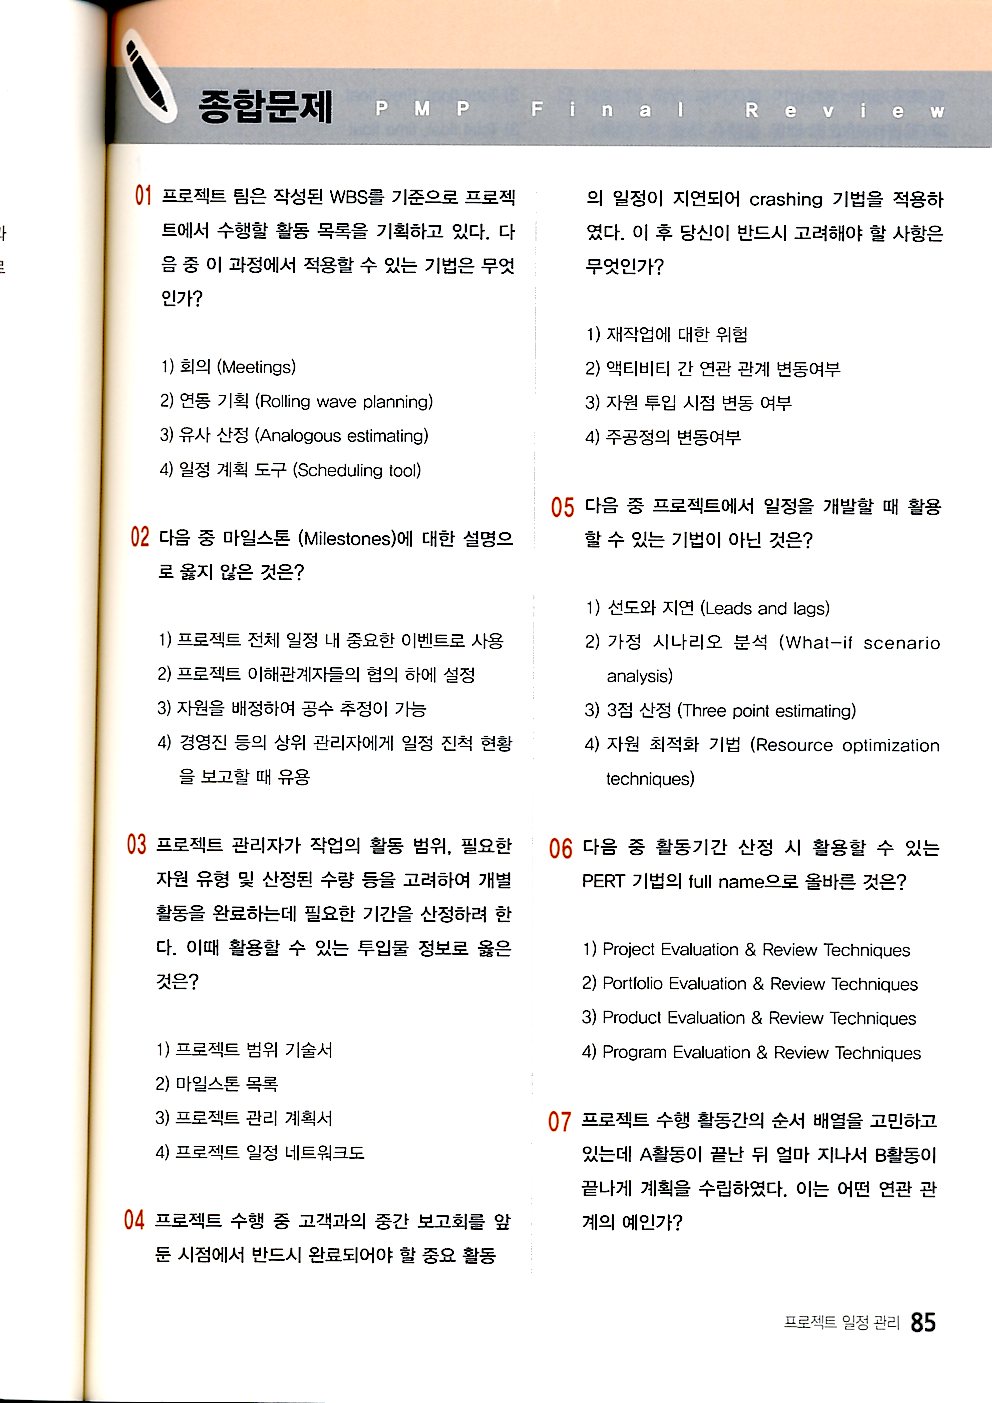 종합문제 PMP Final Review
01 프로젝트 팀은 작성된 WBS를 기준으로 프로젝
트에서 수행할 활동 목록을 기획하고 있다. 다
음 중 이 과정에서 적용할 수 있는 기법은 무엇
인가?
1) 회의 (Meetings)
2) 연동 기획 (Rolling wave planning)
3) 유사 산정 (Analogous estimating)
4) 일정 계획 도구 (Scheduling tool)
02 다음 중 마일스톤 (Milestones)에 대한 설명으
로 옳지 않은 것은?
1) 프로젝트 전체 일정 내 중요한 이벤트로 사용
2) 프로젝트 이해관계자들의 협의 하에 설정
3) 자원을 배정하여 공수 추정이 가능
4) 경영진 등의 상위 관리자에게 일정 진척 현황
을 보고할 때 유용
03 프로젝트 관리자가 작업의 활동 범위, 필요한
자원 유형 및 산정된 수량 등을 고려하여 개별
활동을 완료하는데 필요한 기간을 산정하려 한
다. 이때 활용할 수 있는 투입물 정보로 옳은
것은?
1) 프로젝트 범위 기술서
2) 마일스톤 목록
3) 프로젝트 관리 계획서
4) 프로젝트 일정 네트워크도
04 프로젝트 수행 중 고객과의 중간 보고회를 앞
둔 시점에서 반드시 완료되어야 할 중요 활동
의 일정이 지연되어 crashing 기법을 적용하
였다. 이 후 당신이 반드시 고려해야 할 사항은
무엇인가?
1) 재작업에 대한 위험
2) 액티비티 간 연관 관계 변동여부
3) 자원 투입 시점 변동 여부
4) 주공정의 변동여부
05 다음 중 프로젝트에서 일정을 개발할 때 활용
할 수 있는 기법이 아닌 것은?
1) 선도와 지연 (Leads and lags)
2) 가정 시나리오 분석 (What-if scenario
analysis)
3) 3점 산정 (Three point estimating)
4) 자원 최적화 기법 (Resource optimization
techniques)
06 다음 중 활동기간 산정 시 활용할 수 있는
PERT 기법의 full name으로 올바른 것은?
1) Project Evaluation & Review Techniques
2) Portfolio Evaluation & Review Techniques
3) Product Evaluation & Review Techniques
4) Program Evaluation & Review Techniques
07 프로젝트 수행 활동간의 순서 배열을 고민하고
있는데 A활동이 끝난 뒤 얼마 지나서 B활동이
끝나게 계획을 수립하였다. 이는 어떤 연관 관
계의 예인가?
프로젝트 일정 관리 85